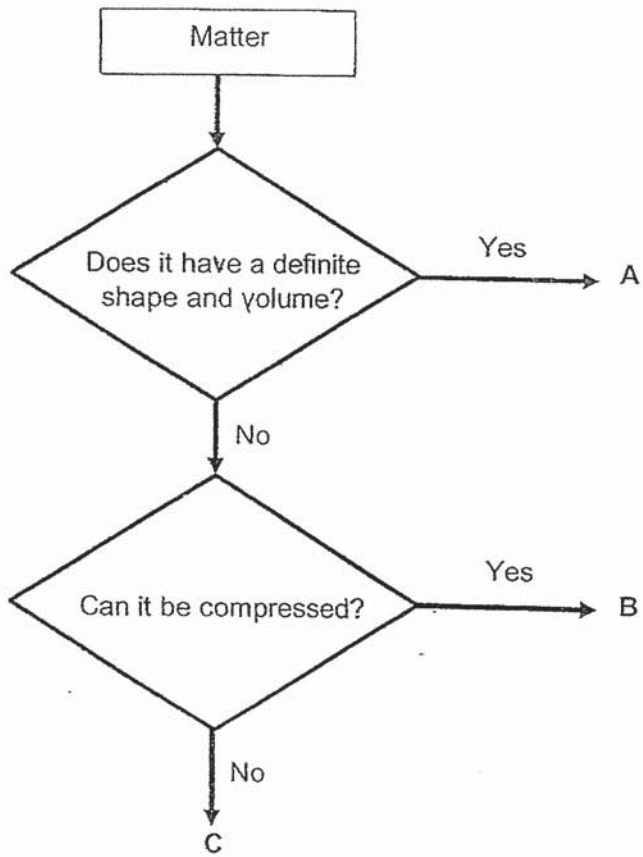 Matter
Does it have a definite
shape and volume?
Yes
A
No
Can it be compressed?
Yes
B
No
C